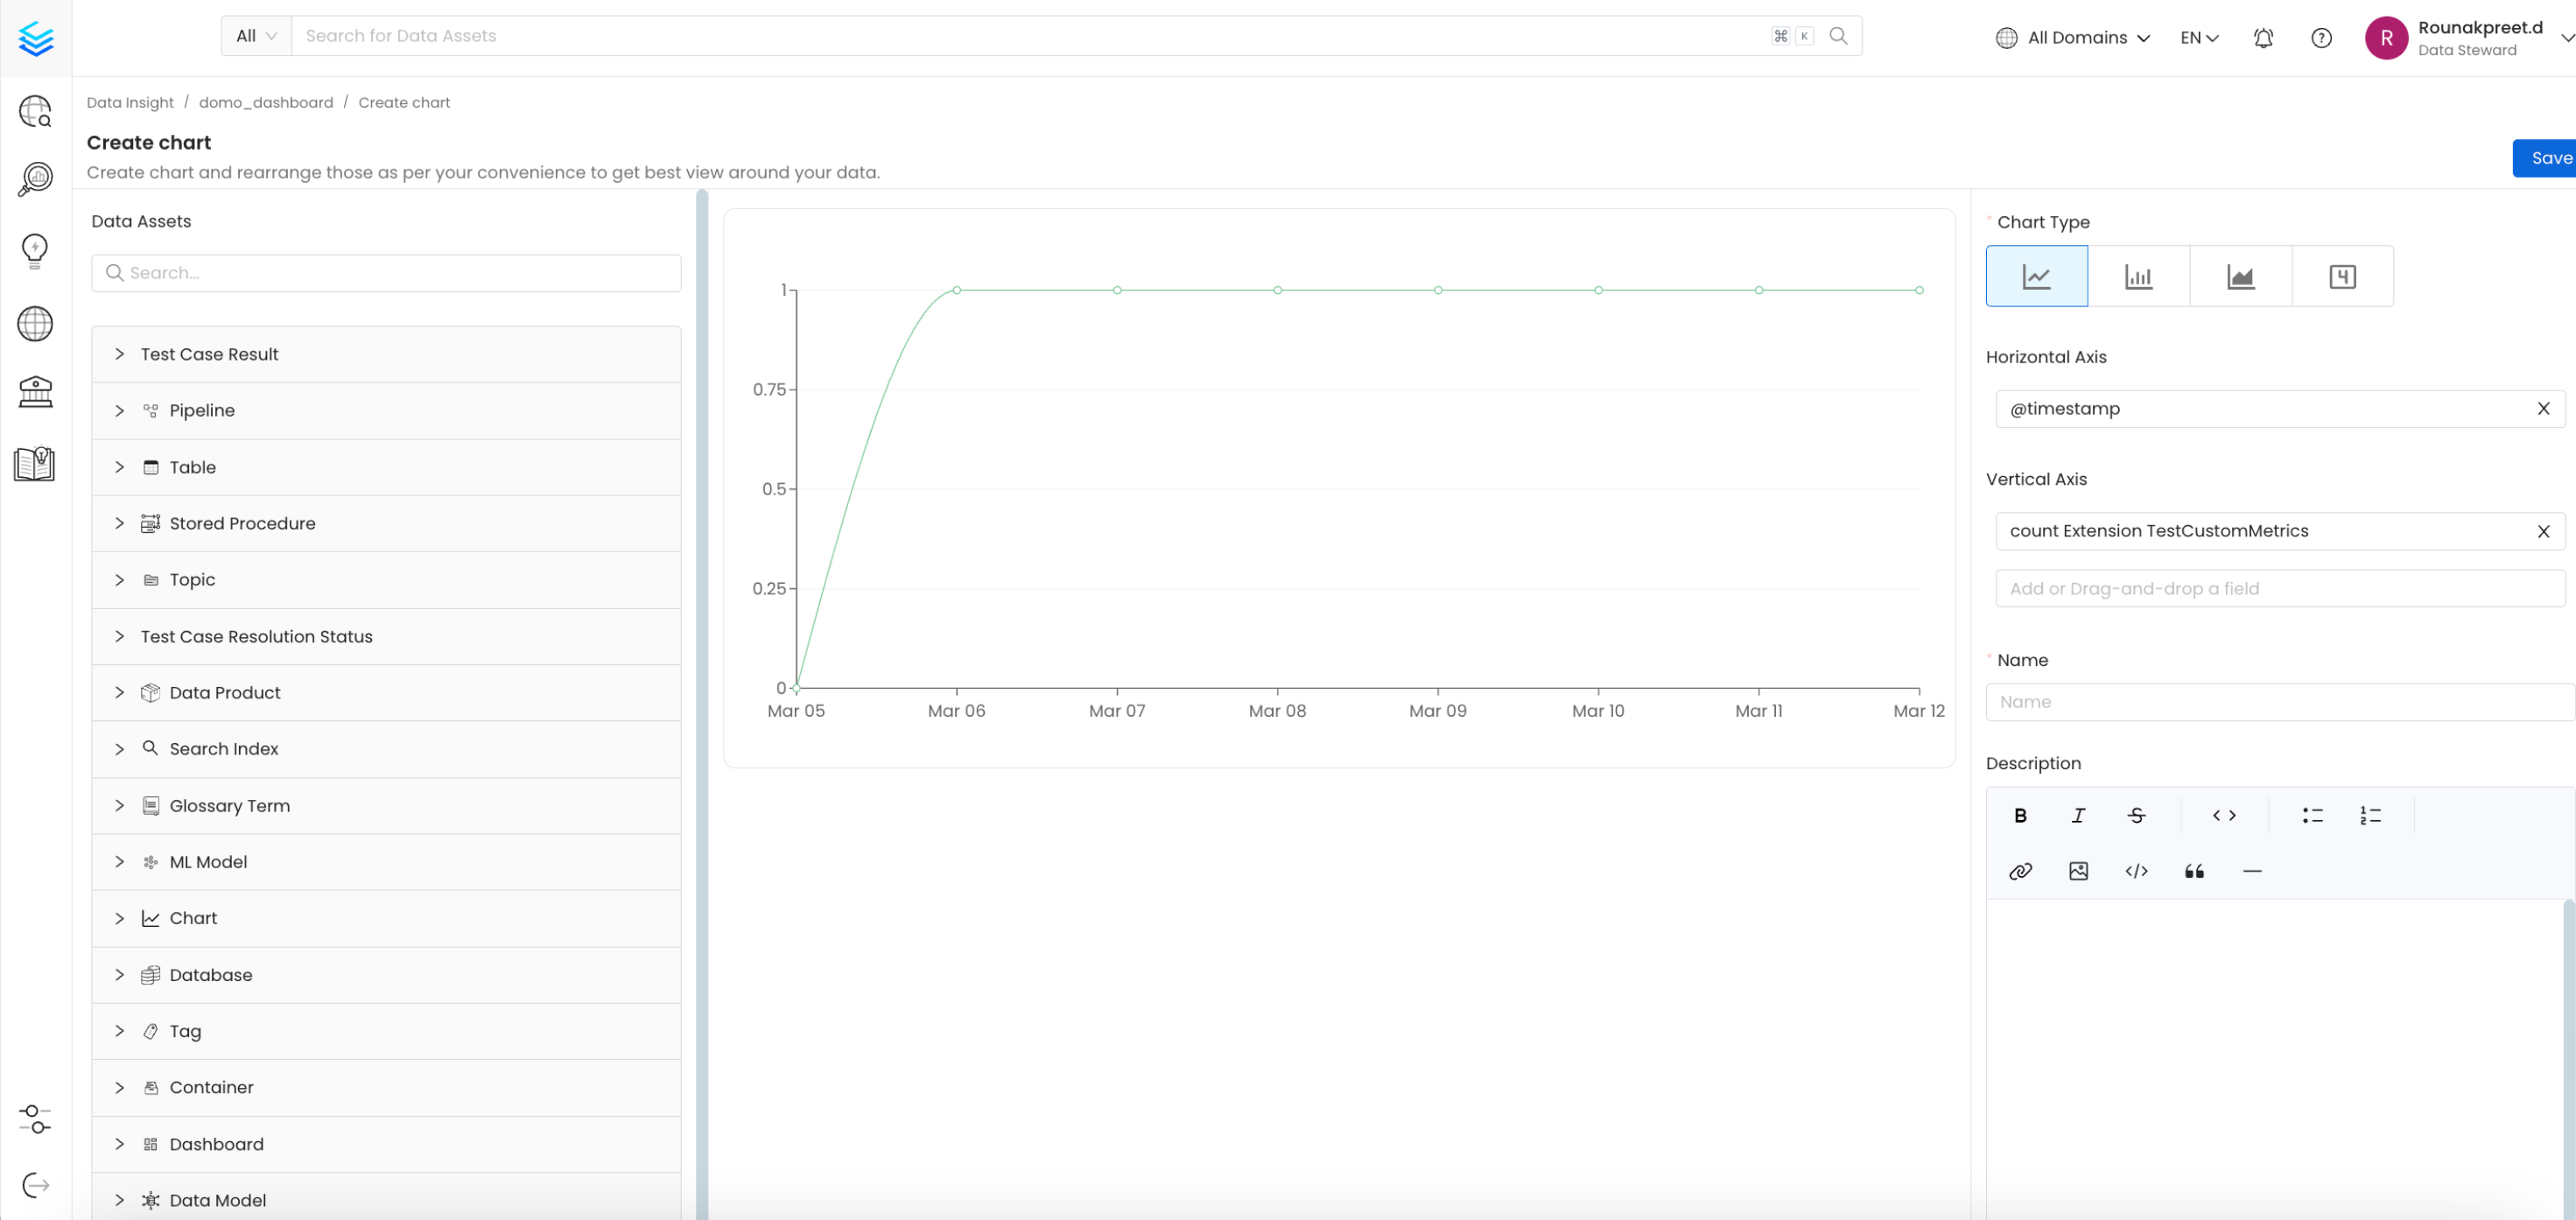 All
Search for Data Assets
⌘ K
All Domains
EN
R
Rounakpreet.d
Data Steward
Data Insight / domo_dashboard / Create chart
Create chart
Create chart and rearrange those as per your convenience to get best view around your data.
Save
Data Assets
Search...
Test Case Result
Pipeline
Table
Stored Procedure
Topic
Test Case Resolution Status
Data Product
Search Index
Glossary Term
ML Model
Chart
Database
Tag
Container
Dashboard
Data Model
1
0.75
0.5
0.25
0
Mar 05 Mar 06 Mar 07 Mar 08 Mar 09 Mar 10 Mar 11 Mar 12
* Chart Type
4
Horizontal Axis
@timestamp X
Vertical Axis
count Extension TestCustomMetrics X
Add or Drag-and-drop a field
* Name
Name
Description